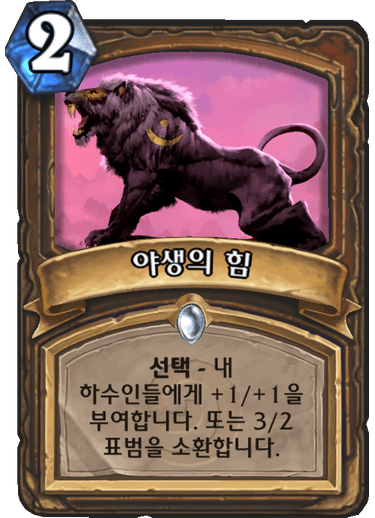 2
야생의 힘
선택 - 내
하수인들에게 +1/+1을
부여합니다. 또는 3/2
표범을 소환합니다.